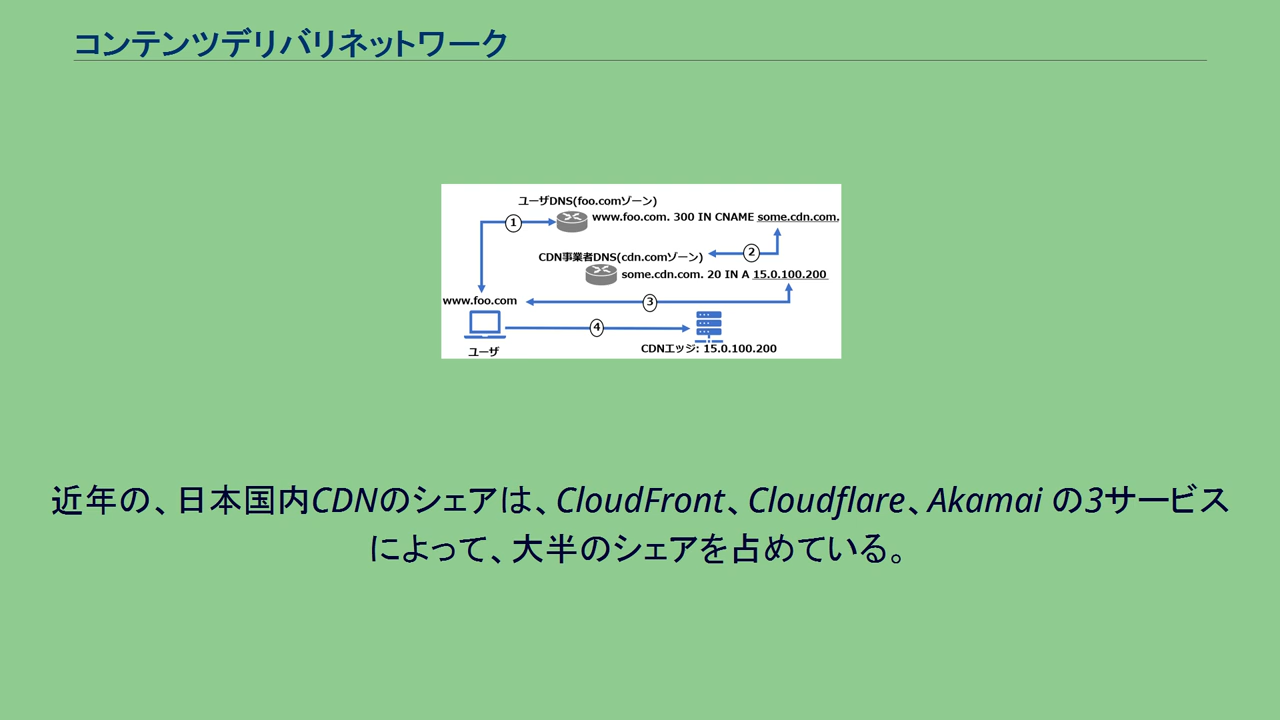 コンテンツデリバリネットワーク
ユーザDNS(foo.comゾーン)
1
www.foo.com. 300 IN CNAME some.cdn.com.
CDN事業者DNS(cdn.comゾーン)
2
some.cdn.com. 20 IN A 15.0.100.200
www.foo.com
3
4
ユーザ
CDNエッジ: 15.0.100.200
近年の、日本国内CDNのシェアは、CloudFront、Cloudflare、Akamai の3サービス
によって、大半のシェアを占めている。